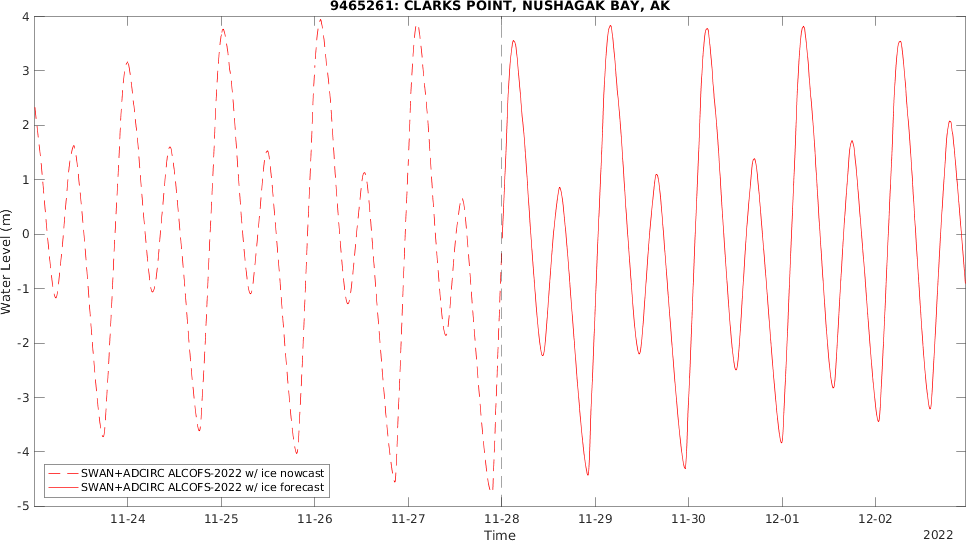 9465261: CLARKS POINT, NUSHAGAK BAY, AK
4
3
2
1
0
-1
-2
-3
-4
-5
Water Level (m)
SWAN+ADCIRC ALCOFS-2022 w/ ice nowcast
SWAN+ADCIRC ALCOFS-2022 w/ ice forecast
11-24 11-25 11-26 11-27 11-28 11-29 11-30 12-01 12-02
Time
2022